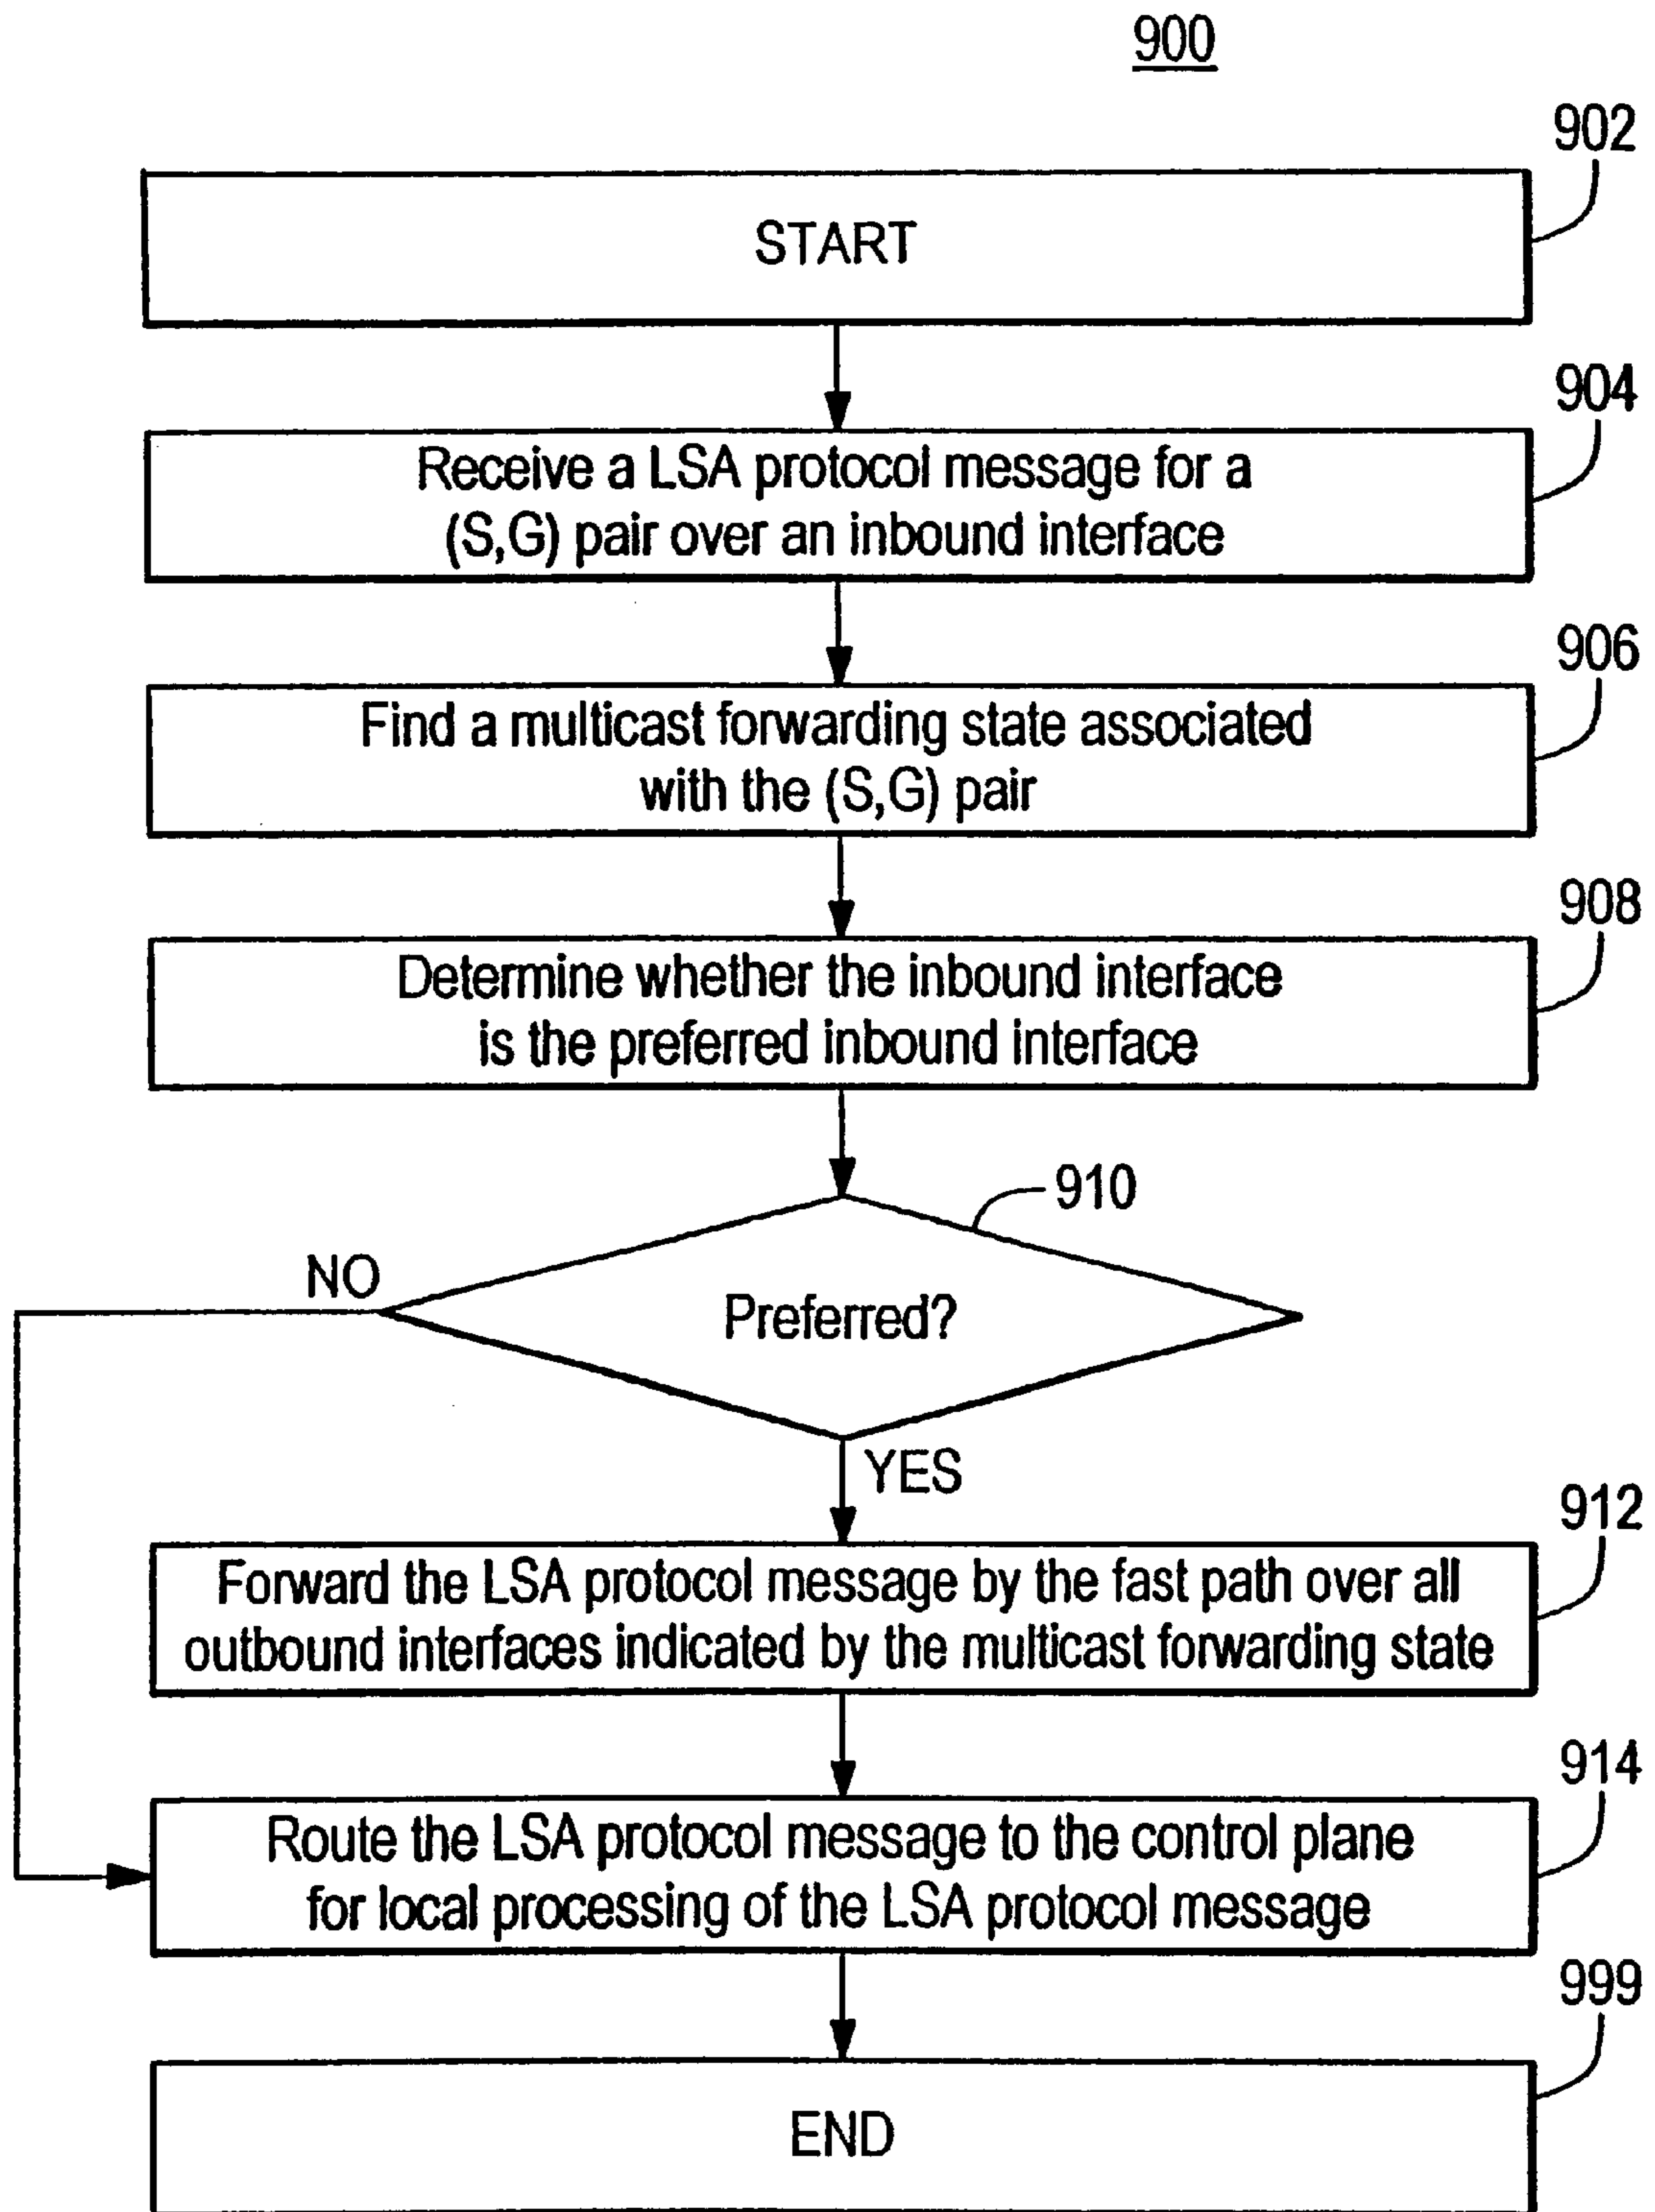 900
902
START
904
Receive a LSA protocol message for a
(S,G) pair over an inbound interface
906
Find a multicast forwarding state associated
with the (S,G) pair
908
Determine whether the inbound interface
is the preferred inbound interface
910
NO
Preferred?
YES
912
Forward the LSA protocol message by the fast path over all
outbound interfaces indicated by the multicast forwarding state
914
Route the LSA protocol message to the control plane
for local processing of the LSA protocol message
999
END